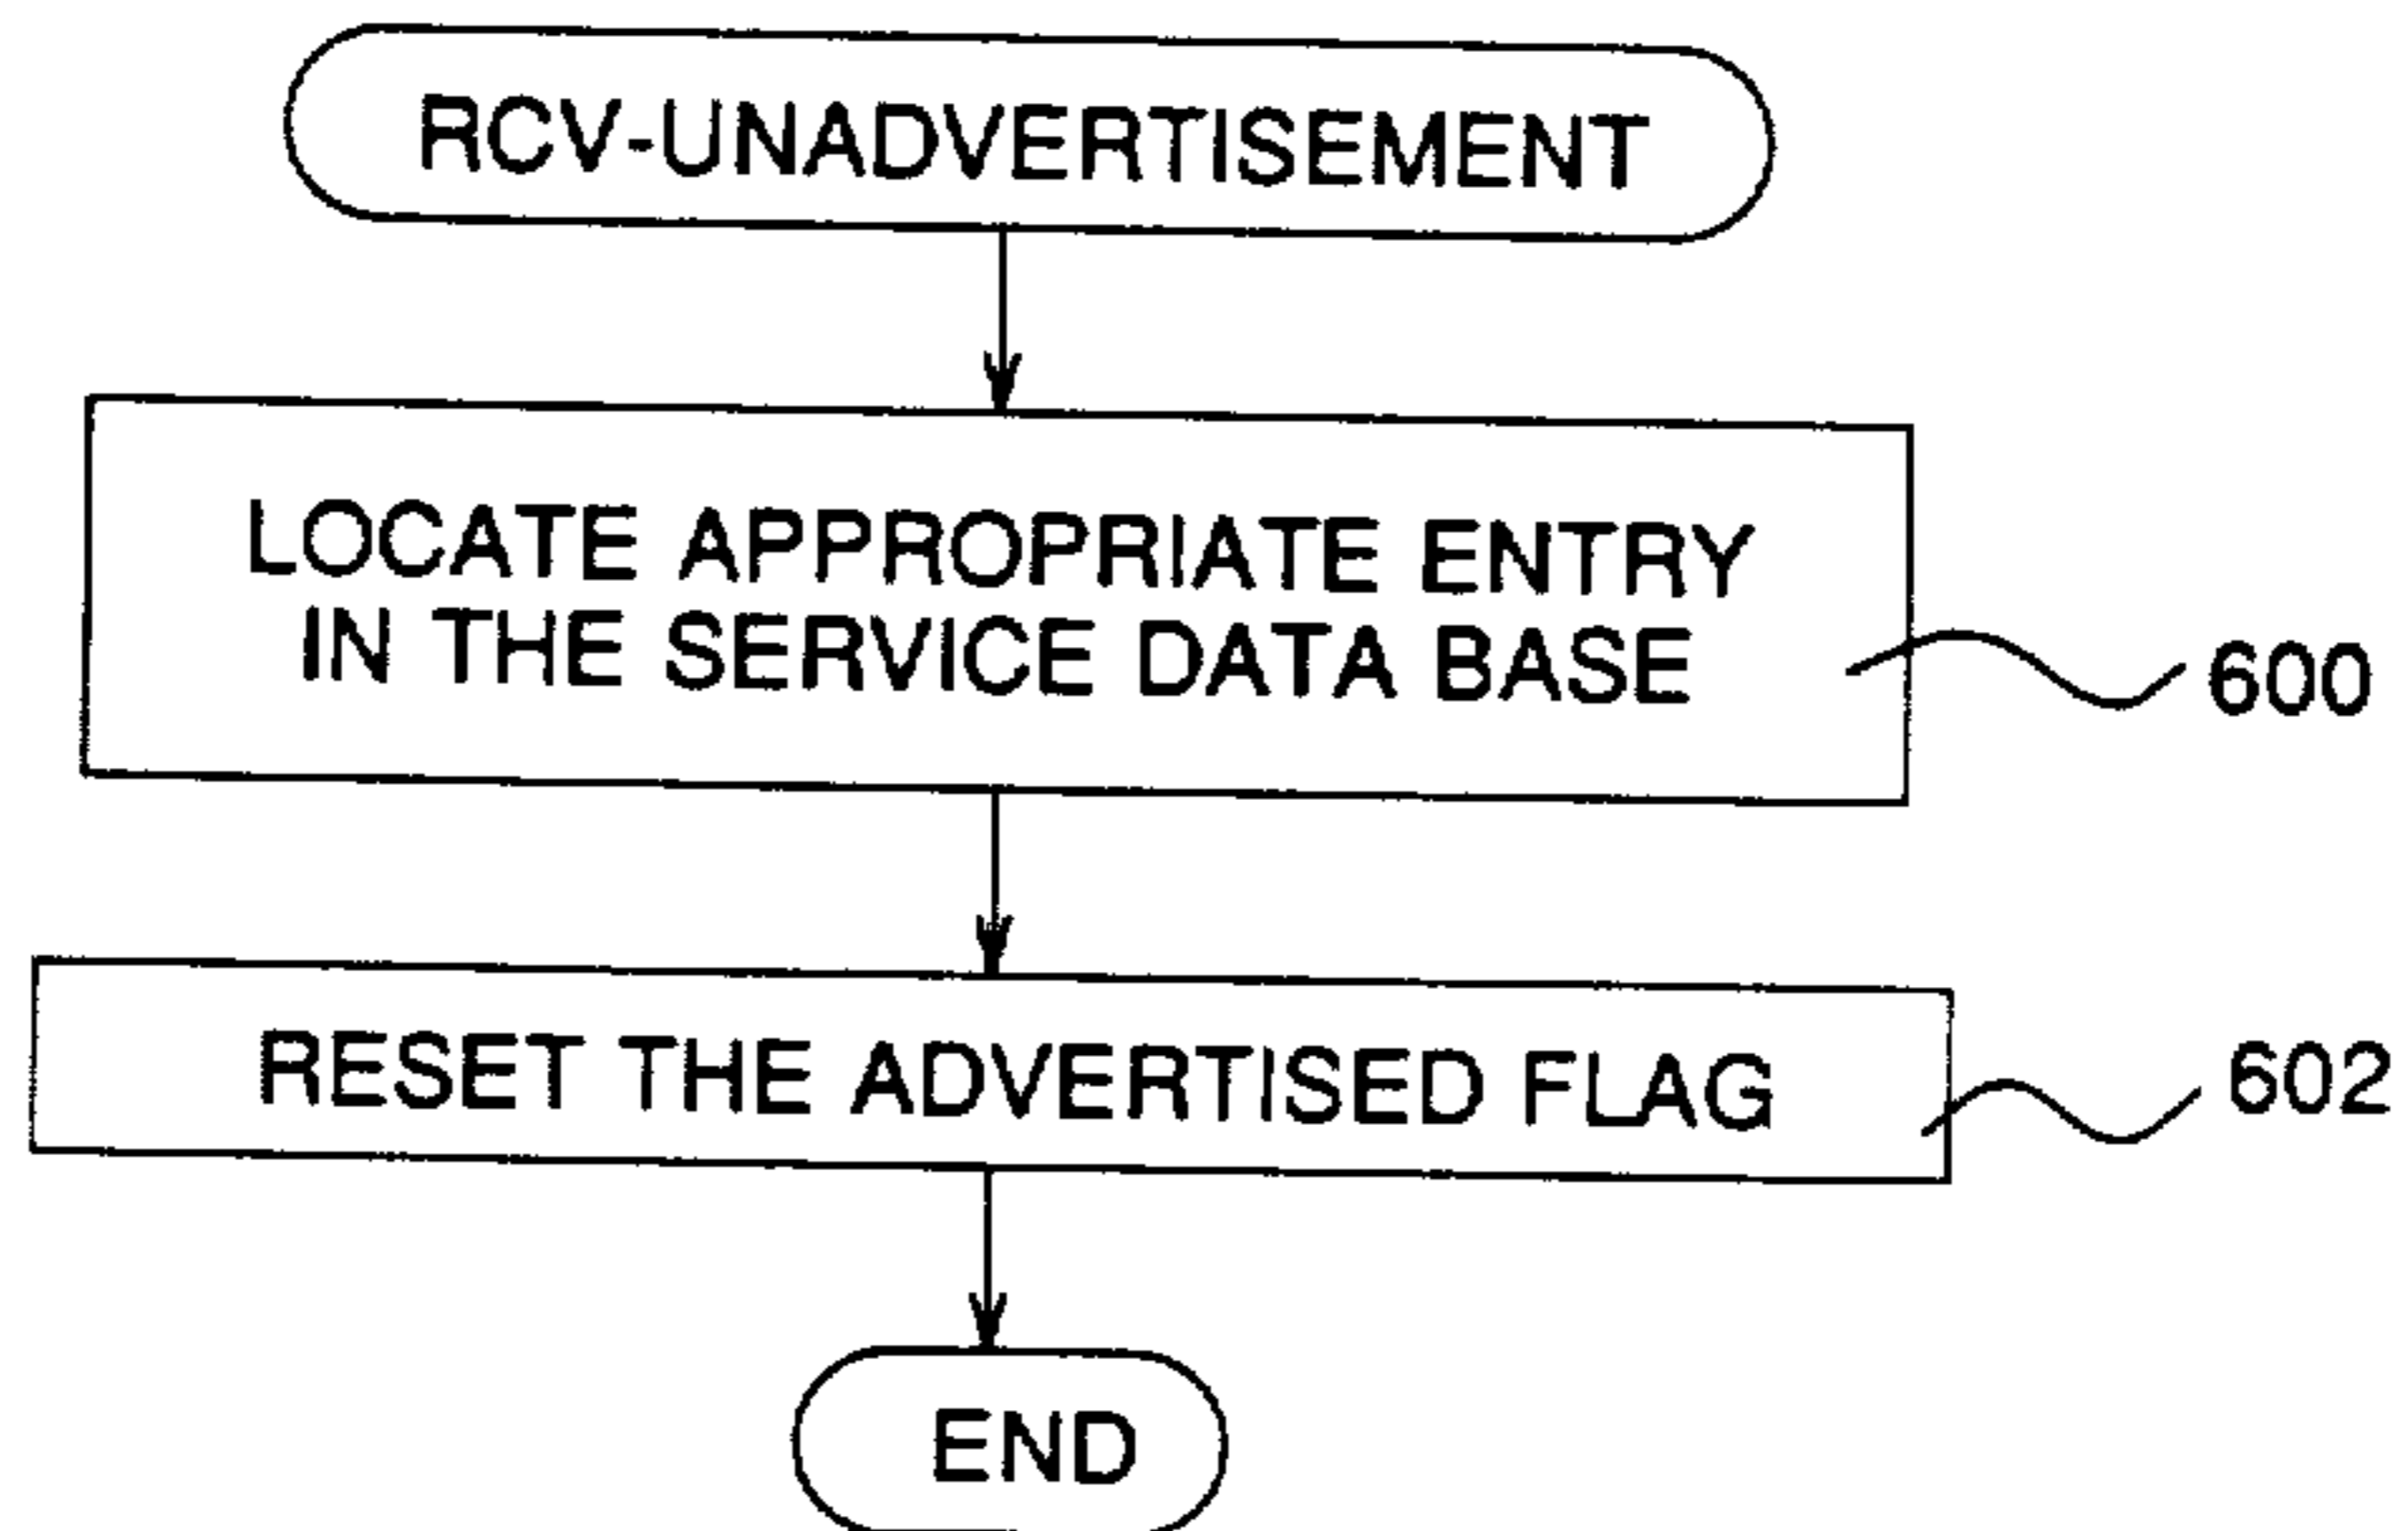 RCV-UNADVERTISEMENT
LOCATE APPROPRIATE ENTRY
IN THE SERVICE DATA BASE
600
RESET THE ADVERTISED FLAG
602
END